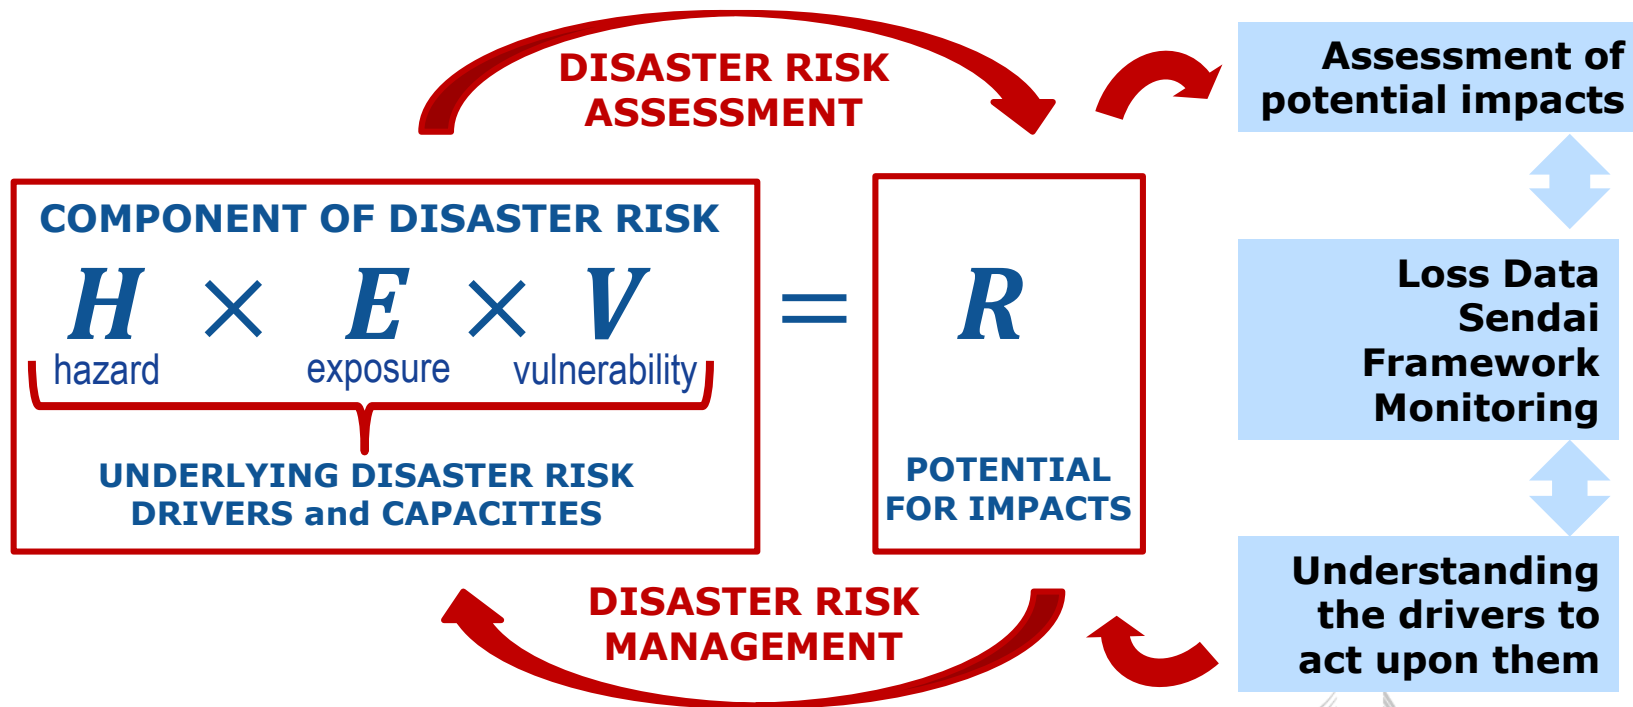 DISASTER RISK
ASSESSMENT
Assessment of
potential impacts
COMPONENT OF DISASTER RISK
H × E × V = R
hazard exposure vulnerability
UNDERLYING DISASTER RISK
DRIVERS and CAPACITIES
POTENTIAL
FOR IMPACTS
Loss Data
Sendai
Framework
Monitoring
DISASTER RISK
MANAGEMENT
Understanding
the drivers to
act upon them